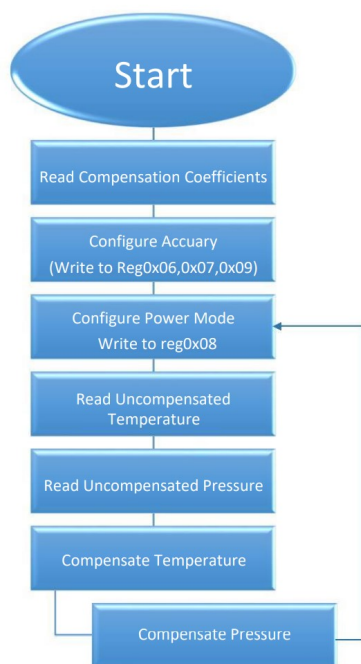 Start
Read Compensation Coefficients
Configure Accuary
(Write to Reg0x06,0x07,0x09)
Configure Power Mode
Write to reg0x08
Read Uncompensated
Temperature
Read Uncompensated Pressure
Compensate Temperature
Compensate Pressure